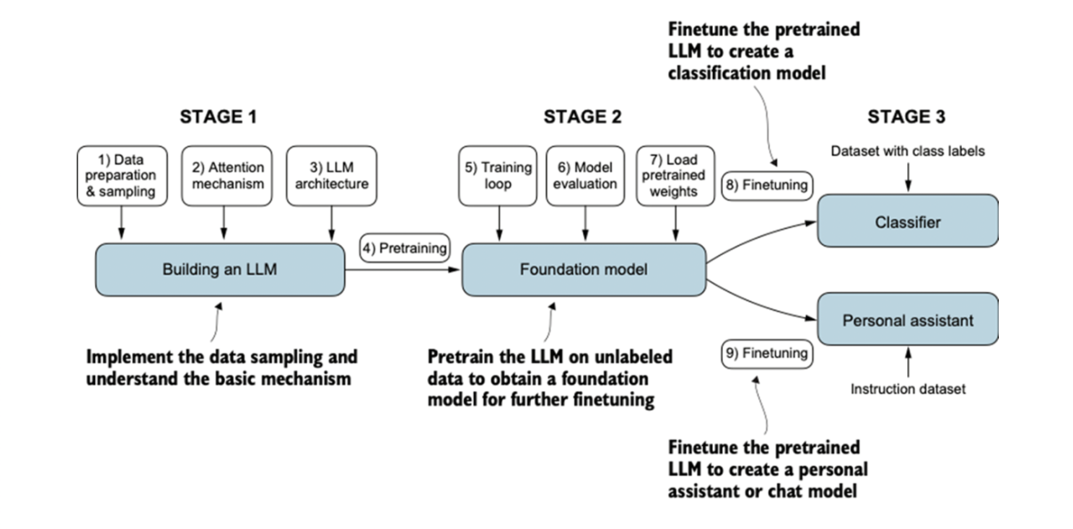 Finetune the pretrained
LLM to create a
classification model
STAGE 1
STAGE 2
STAGE 3
1) Data
preparation
& sampling
2) Attention
mechanism
3) LLM
architecture
5) Training
loop
6) Model
evaluation
7) Load
pretrained
weights
8) Finetuning
Dataset with class labels
Classifier
4) Pretraining
Building an LLM
Foundation model
Personal assistant
9) Finetuning
Instruction dataset
Implement the data sampling and
understand the basic mechanism
Pretrain the LLM on unlabeled
data to obtain a foundation
model for further finetuning
Finetune the pretrained
LLM to create a personal
assistant or chat model